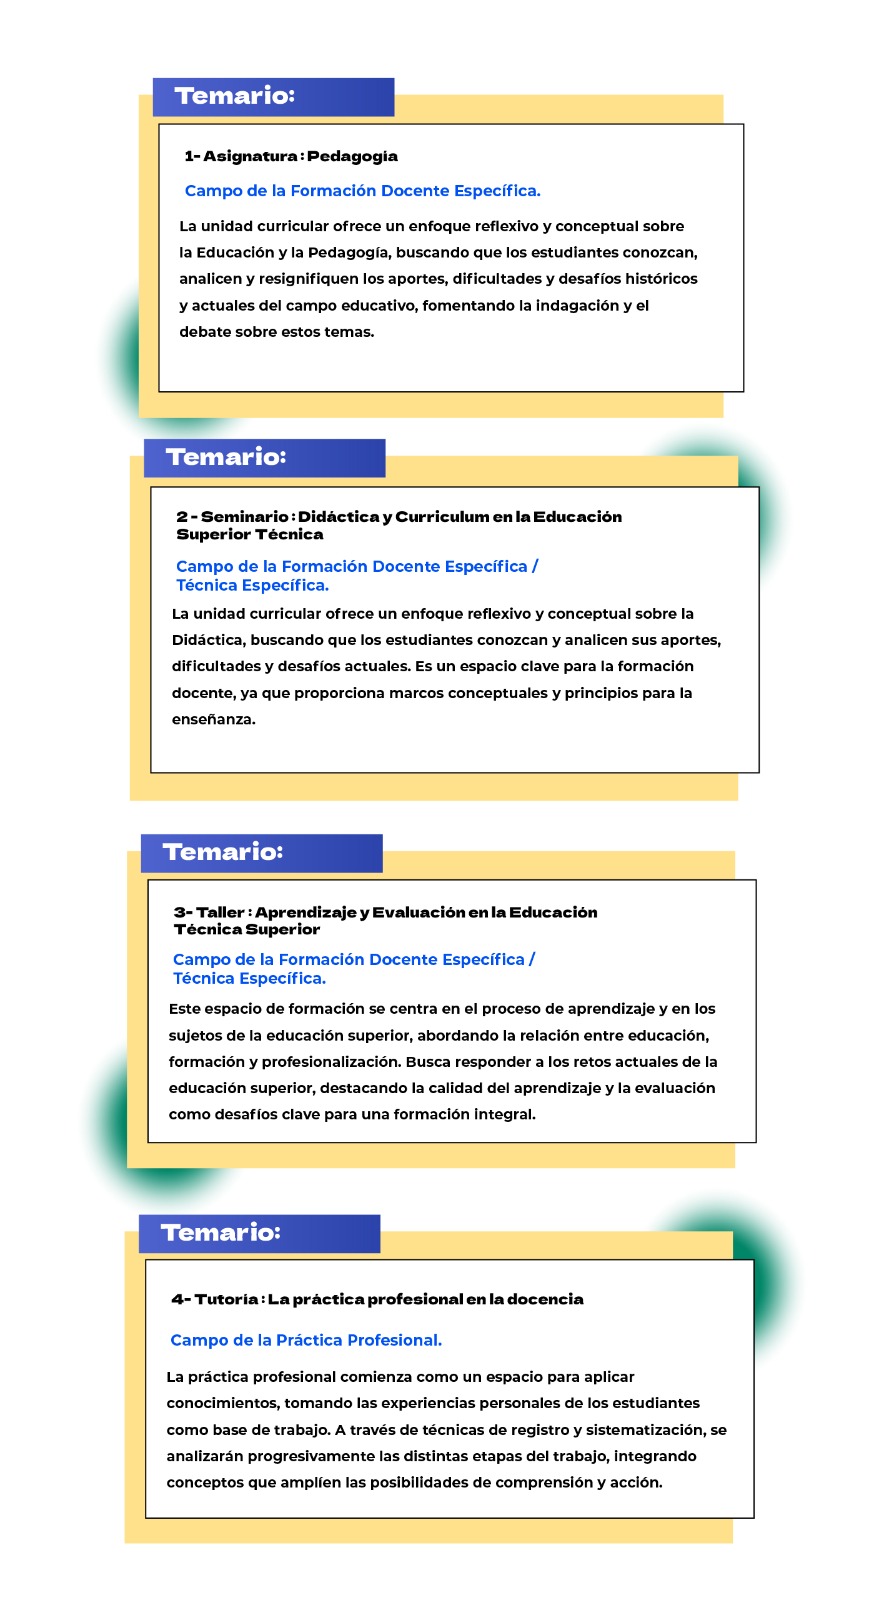 Temario:
1- Asignatura : Pedagogía
Campo de la Formación Docente Específica.
La unidad curricular ofrece un enfoque reflexivo y conceptual sobre
la Educación y la Pedagogía, buscando que los estudiantes conozcan,
analicen y resignifiquen los aportes, dificultades y desafíos históricos
y actuales del campo educativo, fomentando la indagación y el
debate sobre estos temas.
Temario:
2 - Seminario : Didáctica y Curriculum en la Educación
Superior Técnica
Campo de la Formación Docente Específica /
Técnica Específica.
La unidad curricular ofrece un enfoque reflexivo y conceptual sobre la
Didáctica, buscando que los estudiantes conozcan y analicen sus aportes,
dificultades y desafíos actuales. Es un espacio clave para la formación
docente, ya que proporciona marcos conceptuales y principios para la
enseñanza.
Temario:
3- Taller : Aprendizaje y Evaluación en la Educación
Técnica Superior
Campo de la Formación Docente Específica /
Técnica Específica.
Este espacio de formación se centra en el proceso de aprendizaje y en los
sujetos de la educación superior, abordando la relación entre educación,
formación y profesionalización. Busca responder a los retos actuales de la
educación superior, destacando la calidad del aprendizaje y la evaluación
como desafíos clave para una formación integral.
Temario:
4- Tutoría : La práctica profesional en la docencia
Campo de la Práctica Profesional.
La práctica profesional comienza como un espacio para aplicar
conocimientos, tomando las experiencias personales de los estudiantes
como base de trabajo. A través de técnicas de registro y sistematización, se
analizarán progresivamente las distintas etapas del trabajo, integrando
conceptos que amplíen las posibilidades de comprensión y acción.